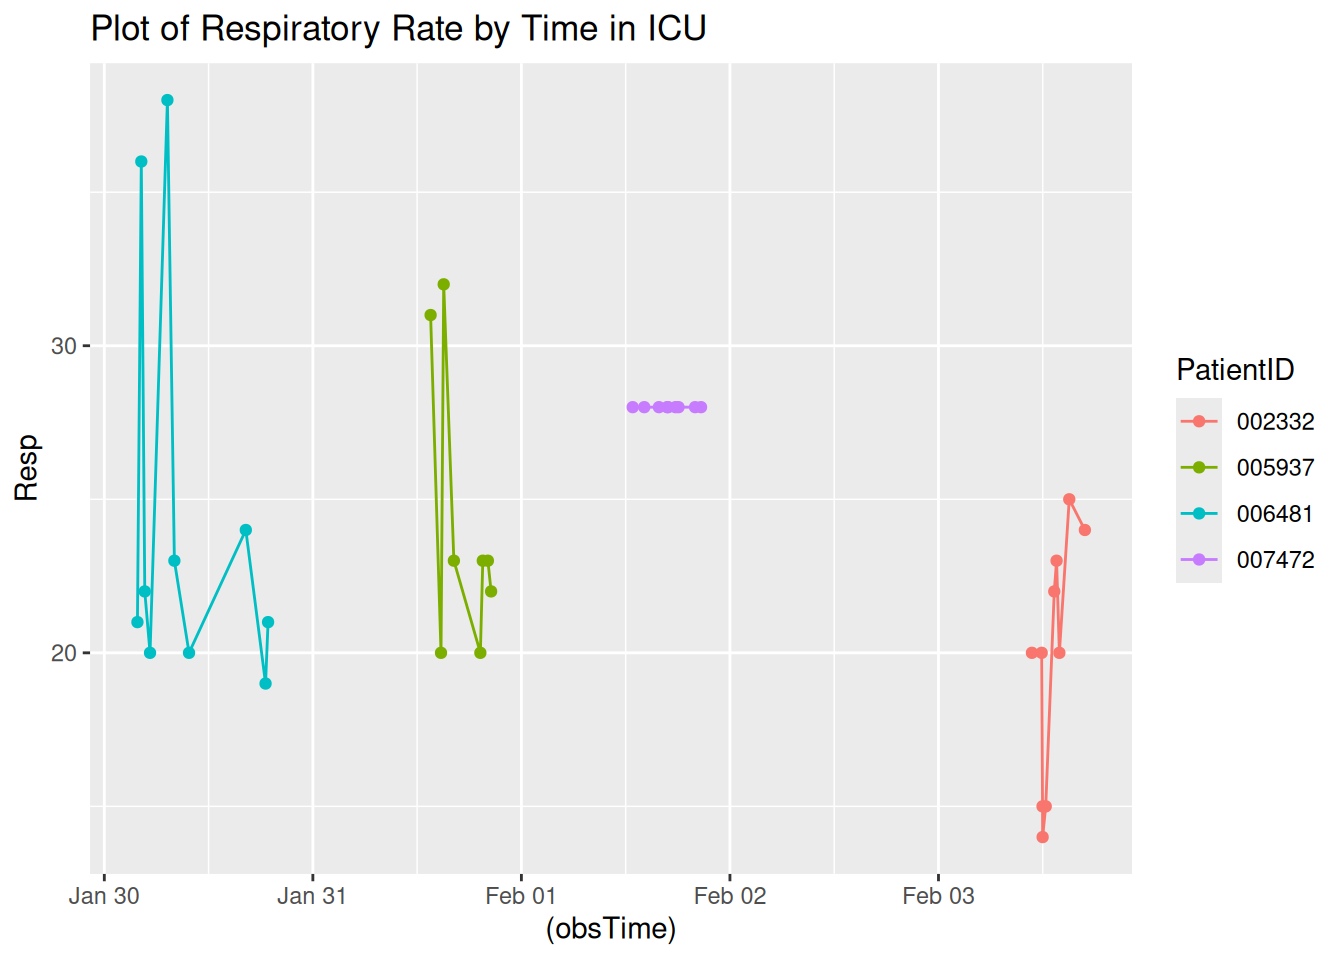 Plot of Respiratory Rate by Time in ICU
Resp
30
20
Jan 30
Jan 31
Feb 01
Feb 02
Feb 03
(obsTime)
PatientID
002332
005937
006481
007472